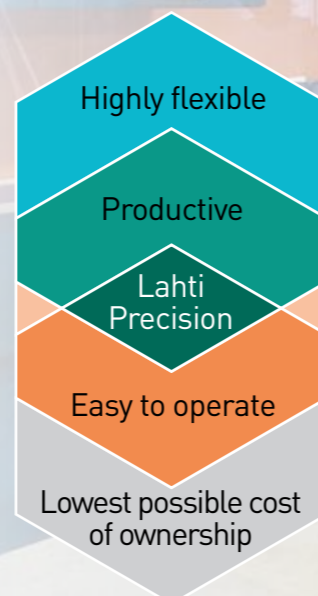 Highly flexible
Productive
Lahti
Precision
Easy to operate
Lowest possible cost
of ownership